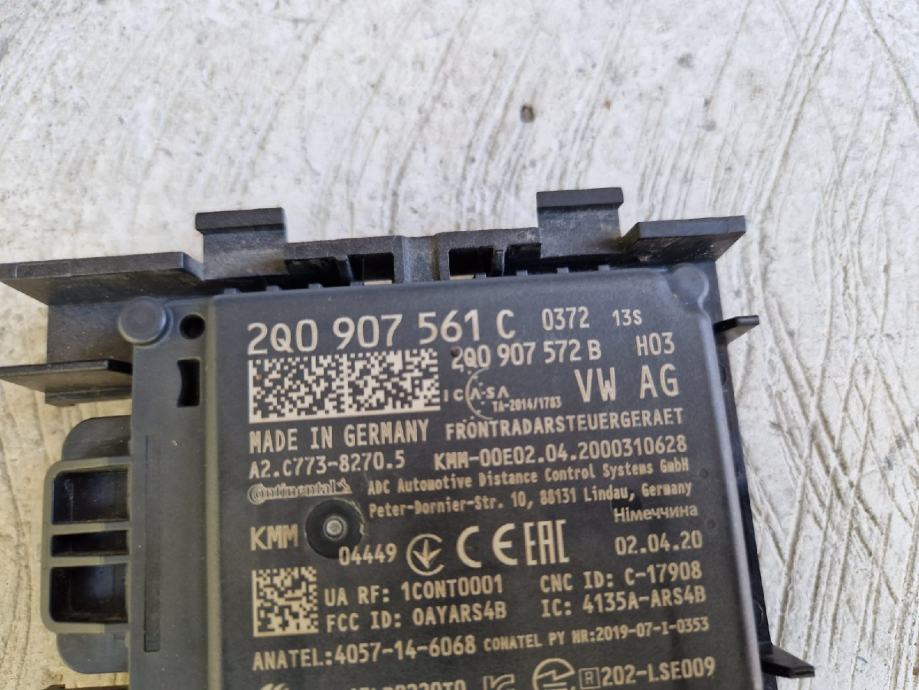 2Q0 907 561 C 0372 13S
2Q0 907 572 B H03
ICASA VW AG
TA-2014/1783
MADE IN GERMANY FRONTRADARSTEUERGERAET
A2.C773-8270.5 KMM-00E02.04.2000310628
Continental ADC Automotive Distance Control Systems GmbH
Peter-Dornier-Str. 10, 88131 Lindau, Germany
Німеччина
KMM 04449 CE EAC 02.04.20
UA RF: 1CONT0001 CNC ID: C-17908
FCC ID: OAYARS4B IC: 4135A-ARS4B
ANATEL:4057-14-6068 CONATEL PY NR:2019-07-I-0353
R 202-LSE009